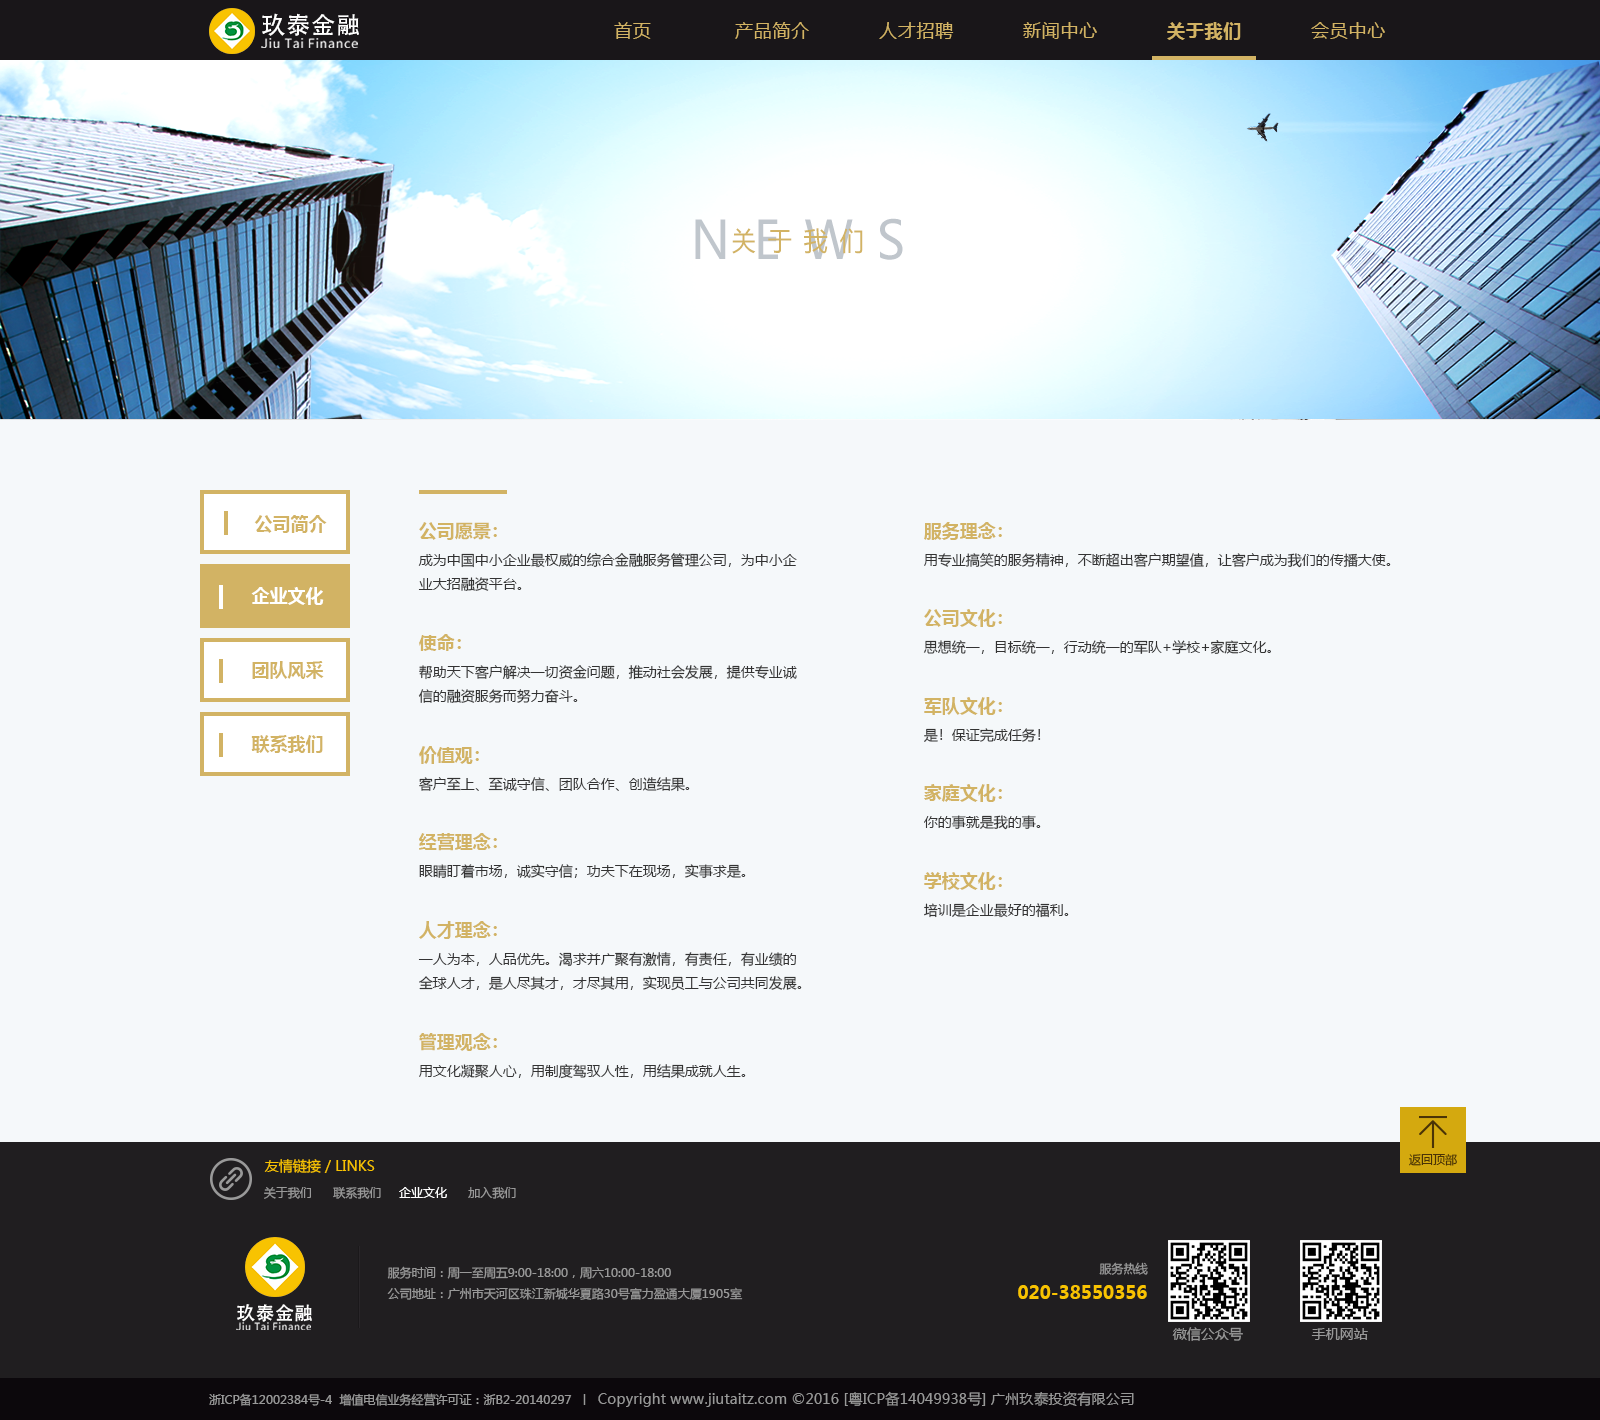 玖泰金融
Jiu Tai Finance
首页
产品简介
人才招聘
新闻中心
关于我们
会员中心
NEWS
关于我们
公司简介
企业文化
团队风采
联系我们
公司愿景：
成为中国中小企业最权威的综合金融服务管理公司，为中小企
业大招融资平台。
使命：
帮助天下客户解决一切资金问题，推动社会发展，提供专业诚
信的融资服务而努力奋斗。
价值观：
客户至上、至诚守信、团队合作、创造结果。
经营理念：
眼睛盯着市场，诚实守信；功夫下在现场，实事求是。
人才理念：
一人为本，人品优先。渴求并广聚有激情，有责任，有业绩的
全球人才，是人尽其才，才尽其用，实现员工与公司共同发展。
管理观念：
用文化凝聚人心，用制度驾驭人性，用结果成就人生。
服务理念：
用专业搞笑的服务精神，不断超出客户期望值，让客户成为我们的传播大使。
公司文化：
思想统一，目标统一，行动统一的军队+学校+家庭文化。
军队文化：
是！保证完成任务！
家庭文化：
你的事就是我的事。
学校文化：
培训是企业最好的福利。
返回顶部
友情链接 / LINKS
关于我们
联系我们
企业文化
加入我们
玖泰金融
Jiu Tai Finance
服务时间：周一至周五9:00-18:00，周六10:00-18:00
公司地址：广州市天河区珠江新城华夏路30号富力盈通大厦1905室
服务热线
020-38550356
微信公众号
手机网站
浙ICP备12002384号-4 增值电信业务经营许可证：浙B2-20140297 | Copyright www.jiutaitz.com ©2016 [粤ICP备14049938号] 广州玖泰投资有限公司